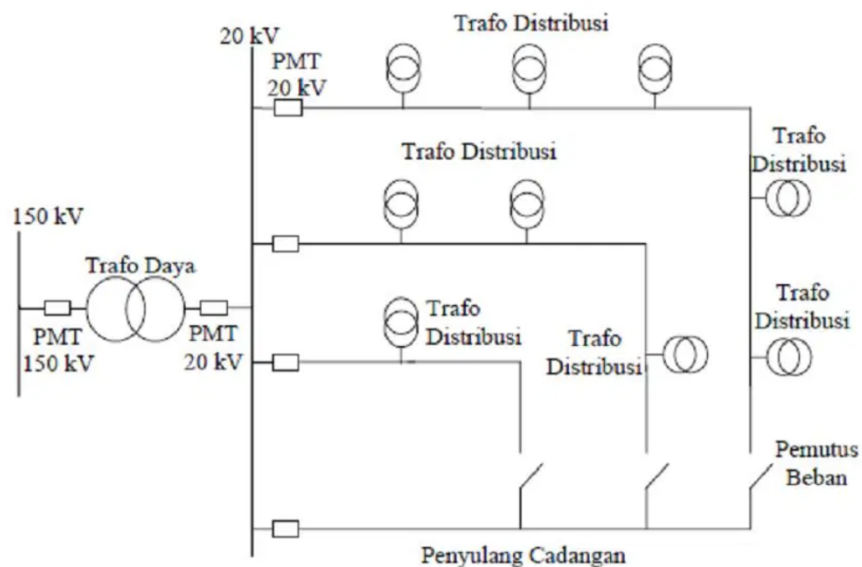 Trafo Distribusi
20 kV
PMT
20 kV
Trafo
Distribusi
Trafo Distribusi
150 kV
Trafo Daya
PMT
150 kV
PMT
20 kV
Trafo
Distribusi
Trafo
Distribusi
Trafo
Distribusi
Pemutus
Beban
Penyulang Cadangan